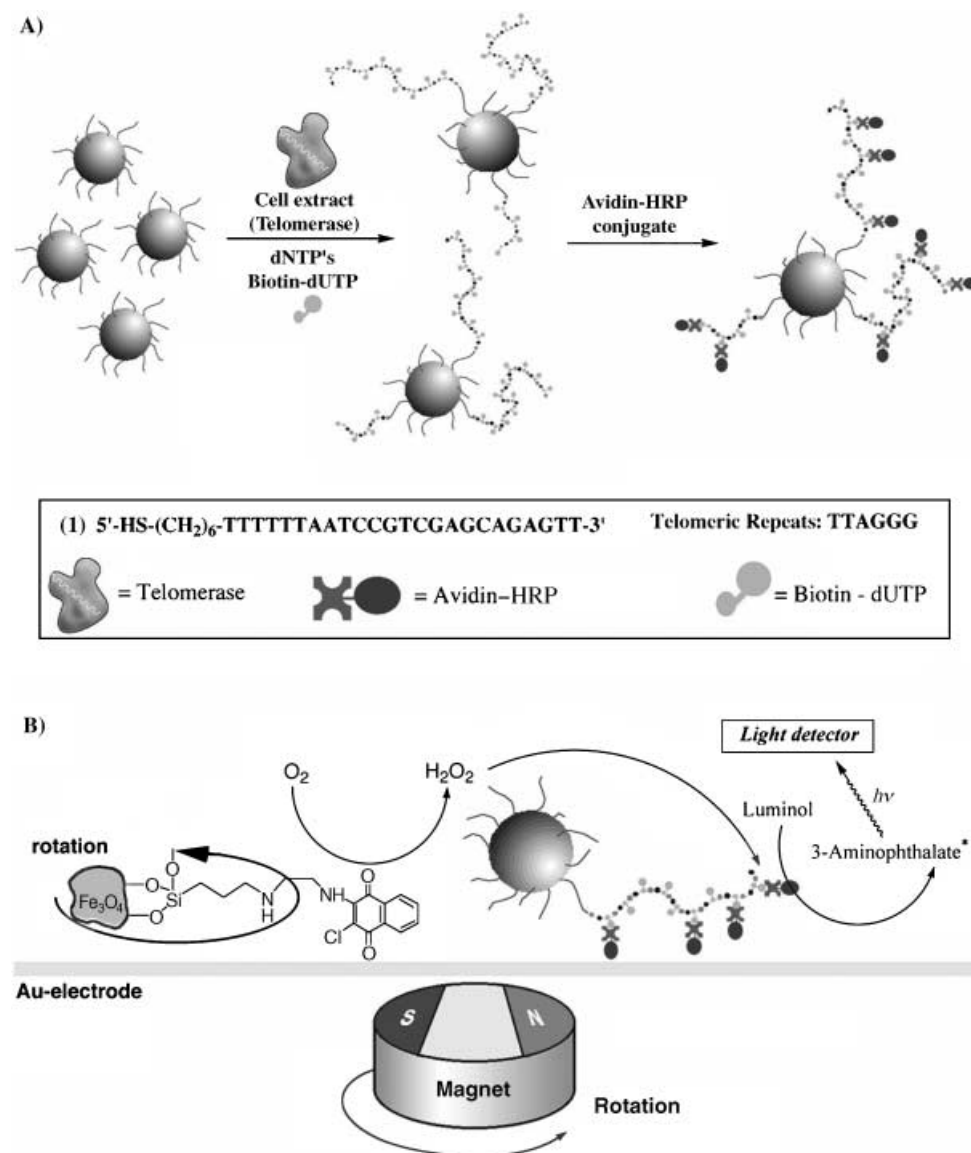 A)
Cell extract
(Telomerase)
dNTP's
Biotin-dUTP
Avidin-HRP
conjugate
(1) 5'-HS-(CH2)6-TTTTTTAATCCGTCGAGCAGAGTT-3' Telomeric Repeats: TTAGGG
= Telomerase
= Avidin–HRP
= Biotin - dUTP
B)
Light detector
O2
H2O2
hν
Luminol
3-Aminophthalate*
rotation
Fe3O4
O
O
O
Si
N
H
NH
O
O
Cl
Au-electrode
S
N
Magnet
Rotation